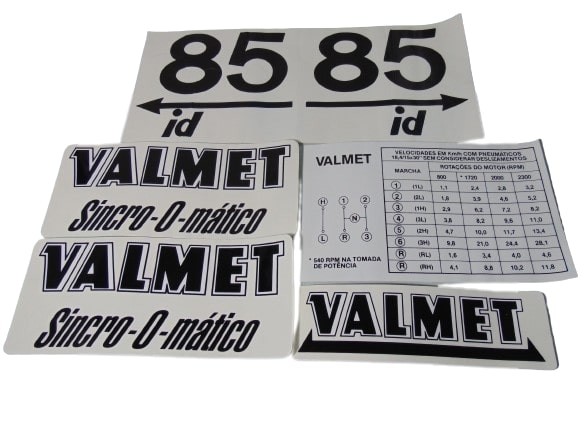 85
id
85
id
VALMET
Sincro-O-mático
VALMET
Sincro-O-mático
VALMET
H 1 2
N
L R 3
* 540 RPM NA TOMADA
DE POTÊNCIA
VELOCIDADES EM Km/h COM PNEUMATICOS
18,4/15x30" SEM CONSIDERAR DESLIZAMENTOS
MARCHA ROTAÇÕES DO MOTOR (RPM)
800 * 1720 2000 2300
1 (1L) 1,1 2,4 2,8 3,2
2 (2L) 1,8 3,9 4,6 5,2
3 (1H) 2,9 6,2 7,2 8,3
4 (3L) 3,8 8,2 9,6 11,0
5 (2H) 4,7 10,0 11,7 13,4
6 (3H) 9,8 21,0 24,4 28,1
R (RL) 1,6 3,4 4,0 4,6
R (RH) 4,1 8,8 10,2 11,8
VALMET